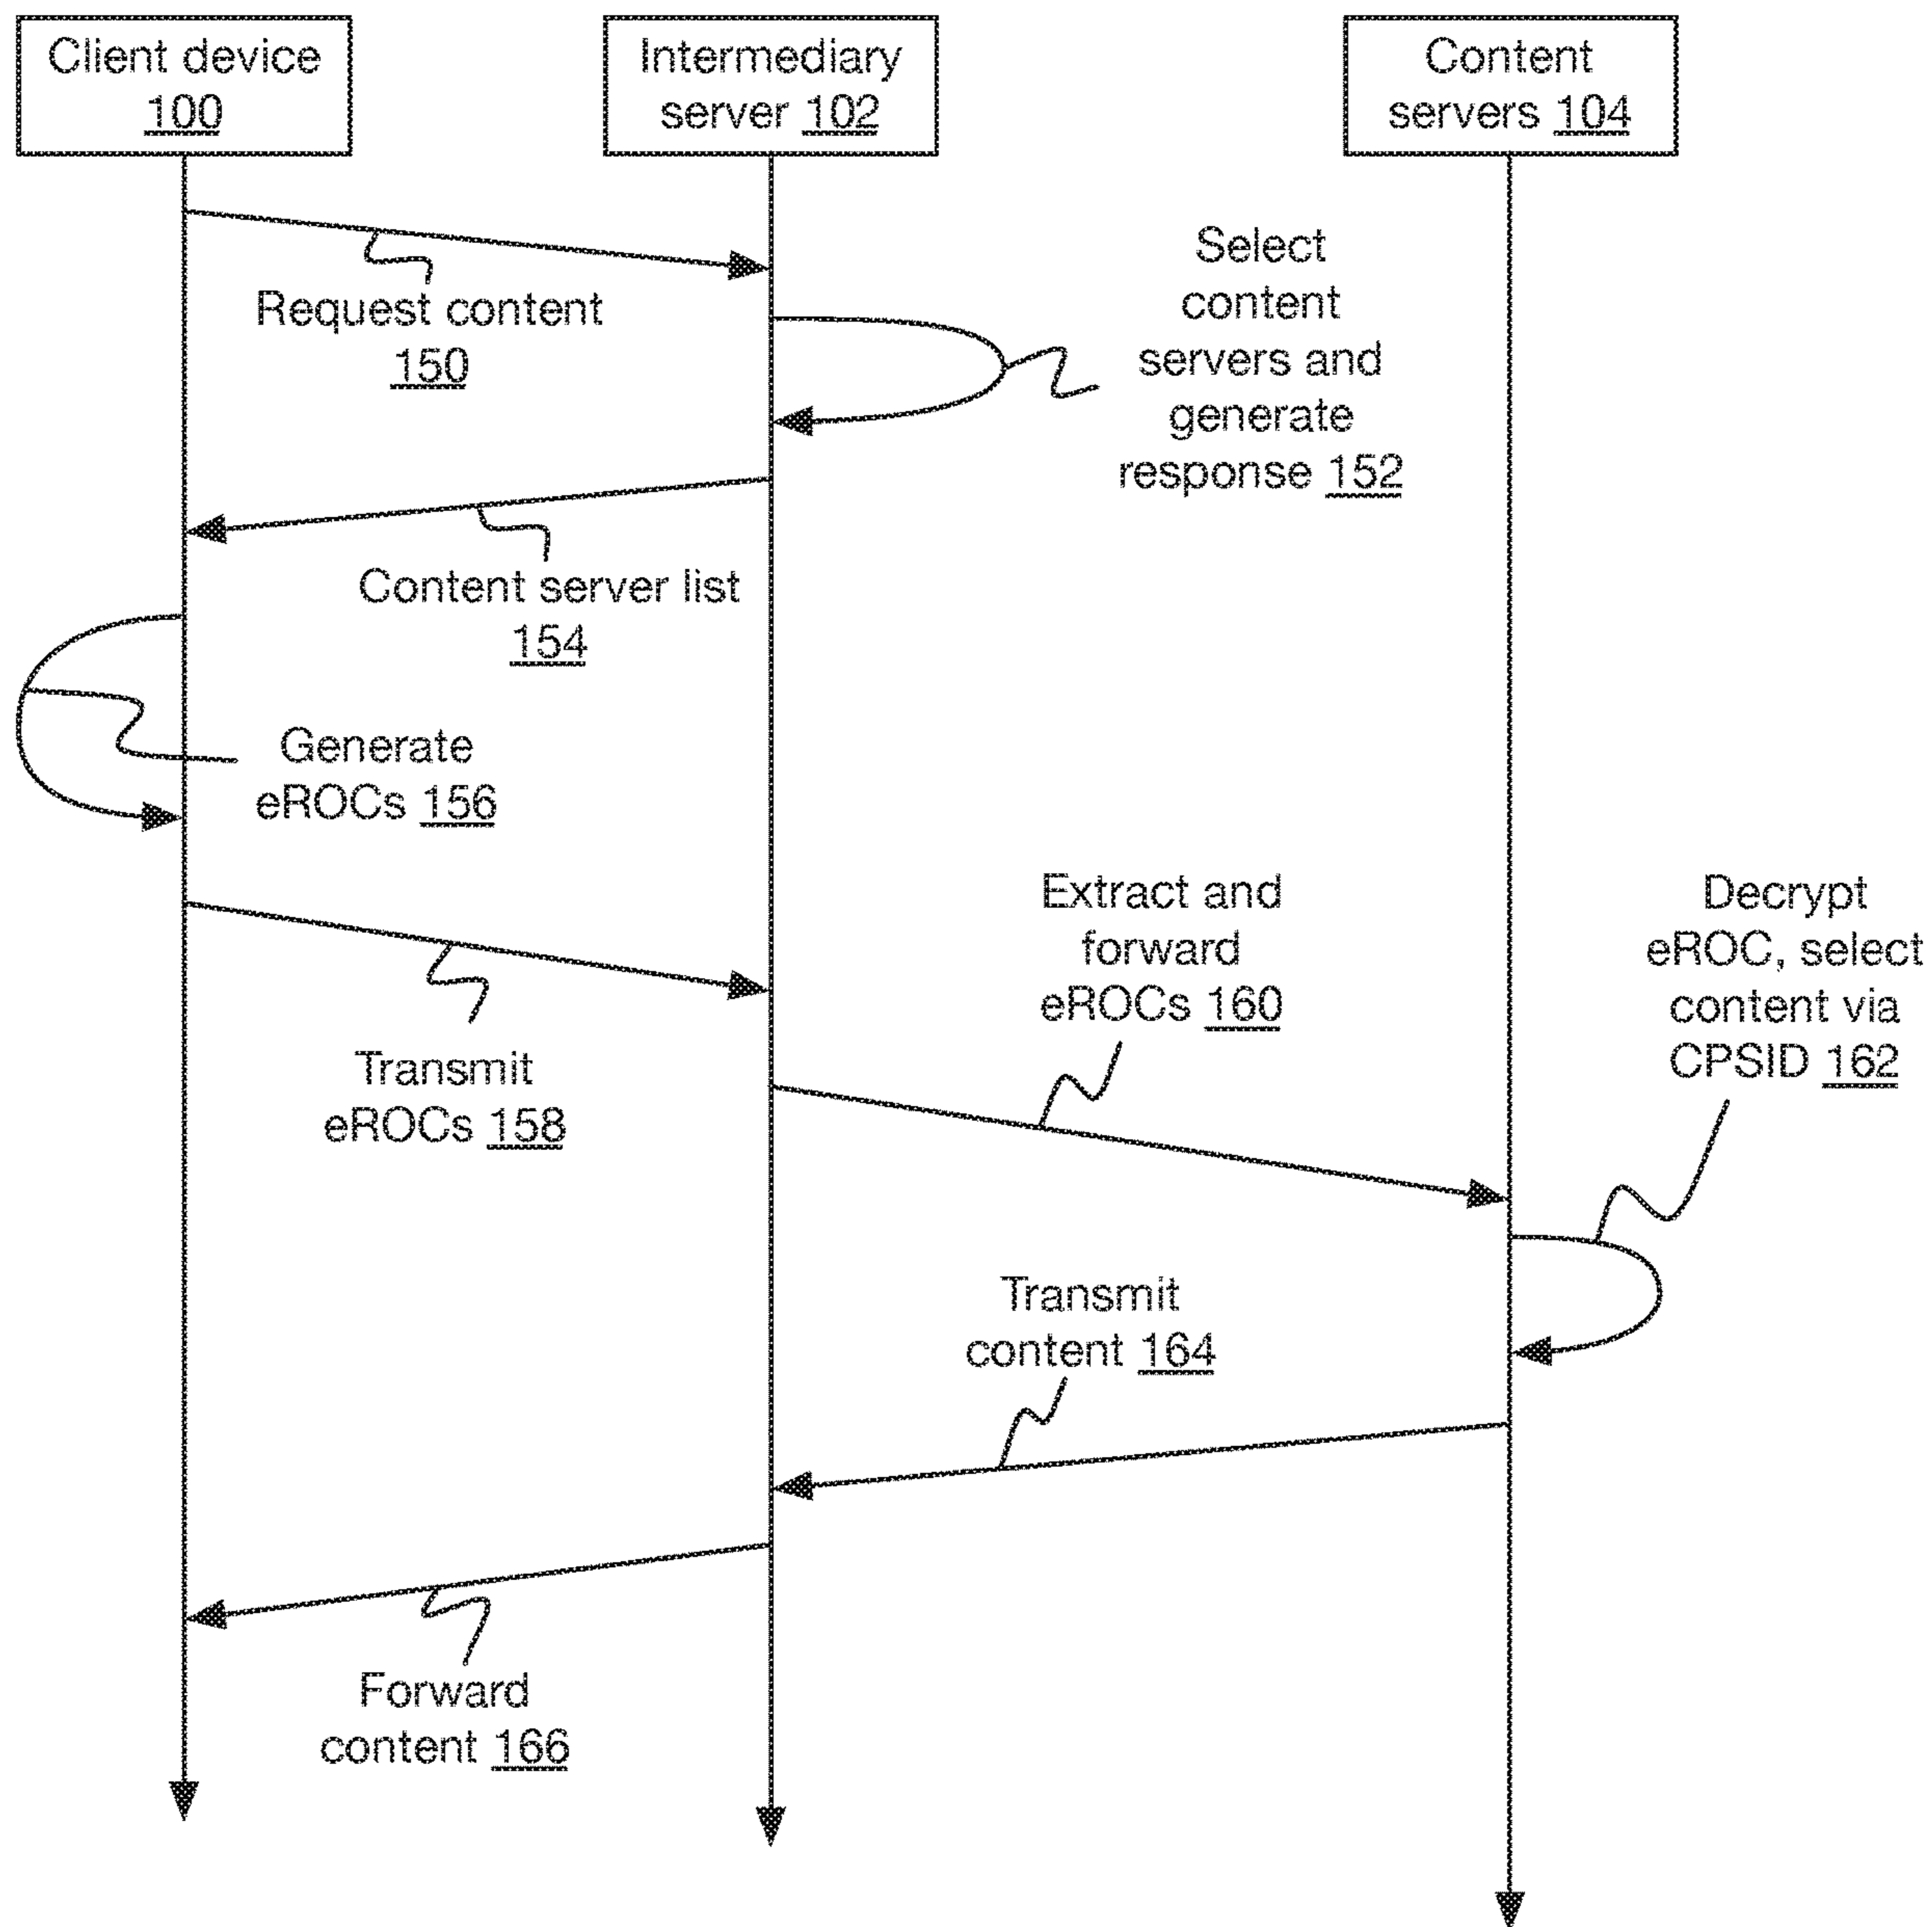 Client device
100
Intermediary
server 102
Content
servers 104
Request content
150
Select
content
servers and
generate
response 152
Content server list
154
Generate
eROCs 156
Transmit
eROCs 158
Extract and
forward
eROCs 160
Decrypt
eROC, select
content via
CPSID 162
Transmit
content 164
Forward
content 166